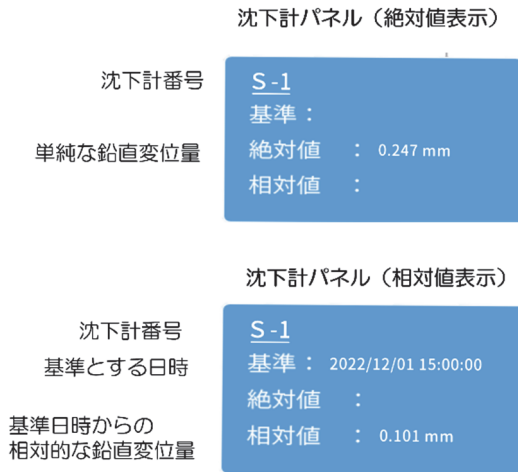 沈下計パネル（絶対値表示）
沈下計番号
S-1
基準：
単純な鉛直変位量
絶対値 ： 0.247 mm
相対値 ：
沈下計パネル（相対値表示）
沈下計番号
S-1
基準とする日時
基準： 2022/12/01 15:00:00
絶対値 ：
基準日時からの
相対的な鉛直変位量
相対値 ： 0.101 mm